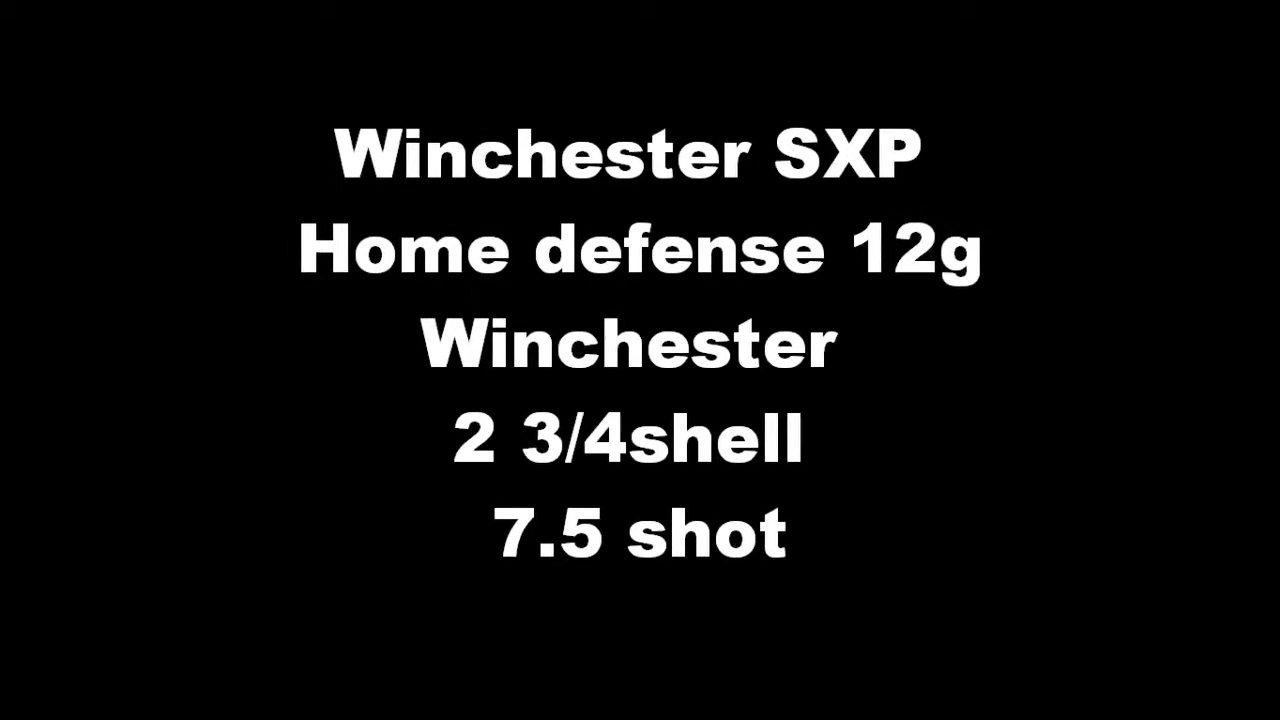 Winchester SXP
Home defense 12g
Winchester
2 3/4shell
7.5 shot